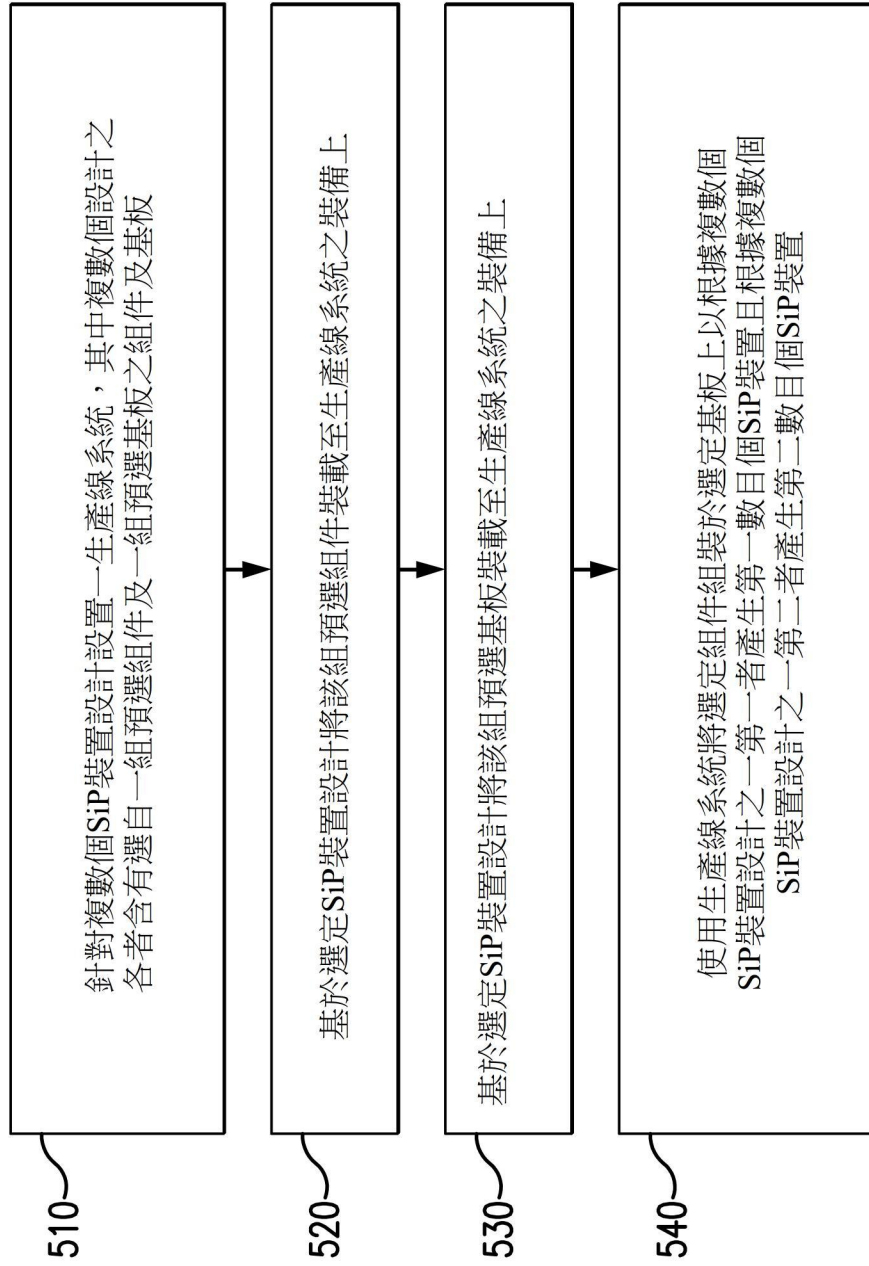 510
針對複數個SiP裝置設計設置一生產線系統，其中複數個設計之
各者含有選自一組預選組件及一組預選基板之組件及基板
520
基於選定SiP裝置設計將該組預選組件裝載至生產線系統之裝備上
530
基於選定SiP裝置設計將該組預選基板裝載至生產線系統之裝備上
540
使用生產線系統將選定組件組裝於選定基板上以根據複數個
SiP裝置設計之一第一者產生第一數目個SiP裝置且根據複數個
SiP裝置設計之一第二者產生第二數目個SiP裝置